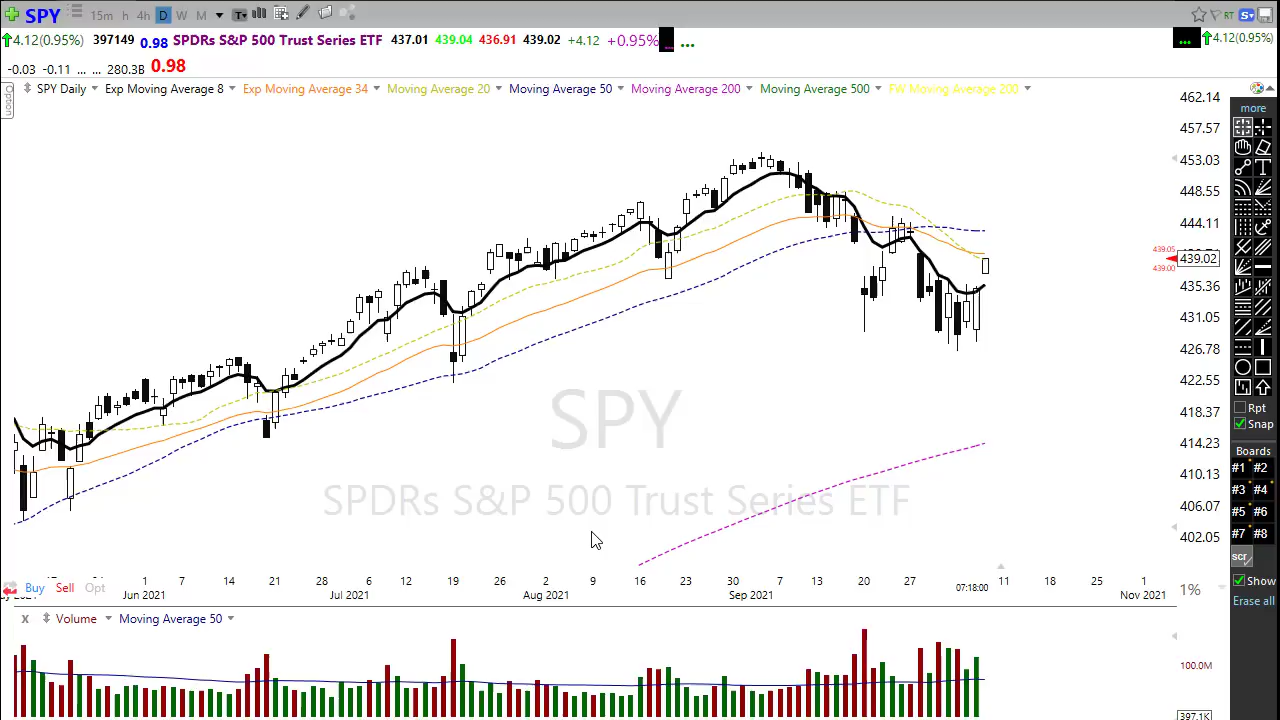 SPY 15m h 4h D W M T RT S
4.12(0.95%) 397149 0.98 SPDRs S&P 500 Trust Series ETF 437.01 439.04 436.91 439.02 +4.12 +0.95% ... ... 4.12(0.95%)
-0.03 -0.11 ... ... 280.3B 0.98
Option
SPY Daily Exp Moving Average 8 Exp Moving Average 34 Moving Average 20 Moving Average 50 Moving Average 200 Moving Average 500 FW Moving Average 200
462.14
457.57
453.03
448.55
444.11
439.05
439.02
439.00
435.36
431.05
426.78
422.55
418.37
414.23
410.13
406.07
402.05
SPY
SPDRs S&P 500 Trust Series ETF
more
T
Rpt
Snap
Boards
#1 #2
#3 #4
#5 #6
#7 #8
scr
Show
Erase all
1 7 14 21 28 6 12 19 26 2 9 16 23 30 7 13 20 27 07:18:00 11 18 25 1
Jun 2021 Jul 2021 Aug 2021 Sep 2021 Nov 2021
Buy Sell Opt
1%
x Volume Moving Average 50
100.0M
397.1K